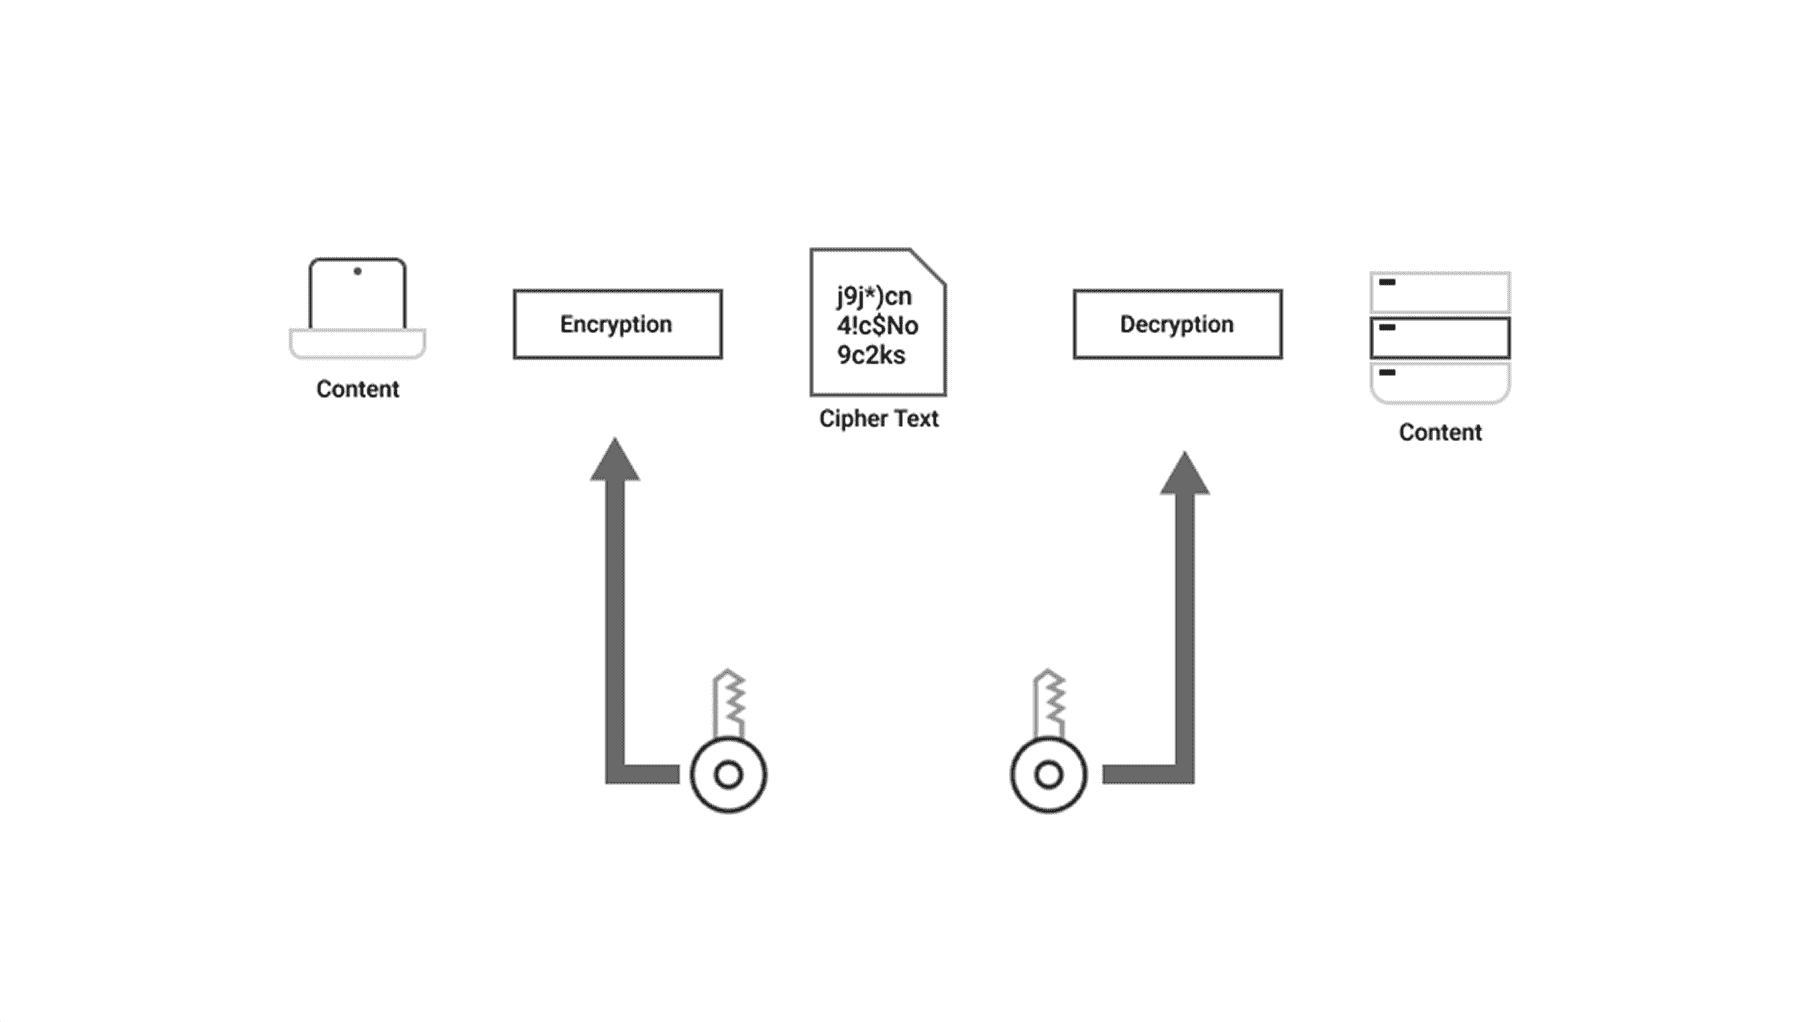 Content
Encryption
j9j*)cn
4!c$No
9c2ks
Cipher Text
Decryption
Content